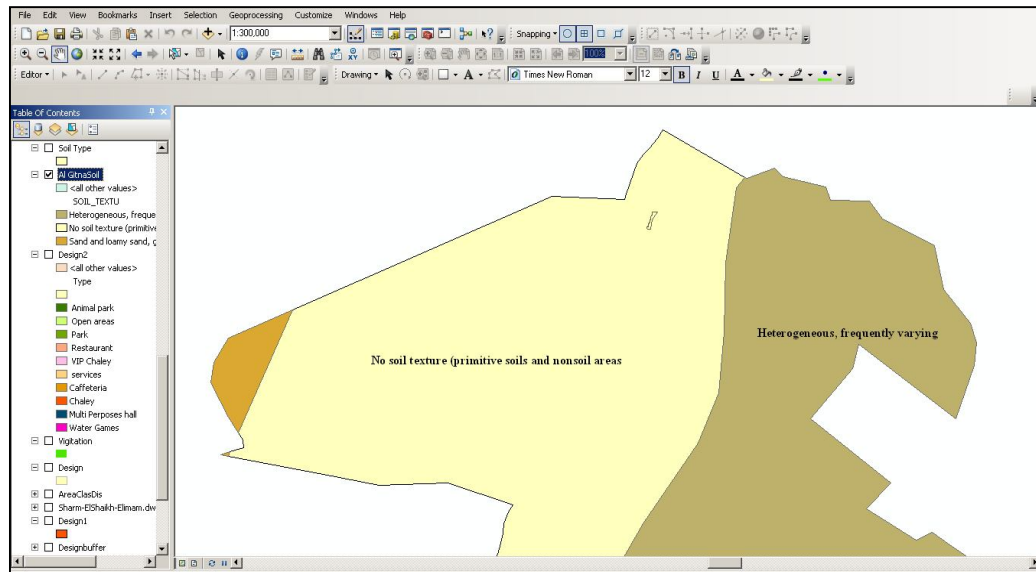 File Edit View Bookmarks Insert Selection Geoprocessing Customize Windows Help
1:300,000 Snapping
100%
Editor Drawing A Times New Roman 12 B I U A
Table Of Contents
Soil Type
Al GitnaSoil
<all other values>
SOIL_TEXTU
Heterogeneous, freque
No soil texture (primitive
Sand and loamy sand, g
Design2
<all other values>
Type
Animal park
Open areas
Park
Restaurant
VIP Chaley
services
Caffeteria
Chaley
Multi Perposes hall
Water Games
Vigitation
Design
AreaClasDis
Sharm-ElShaikh-Elimam.dw
Design1
Designbuffer
Heterogeneous, frequently varying
No soil texture (primitive soils and nonsoil areas